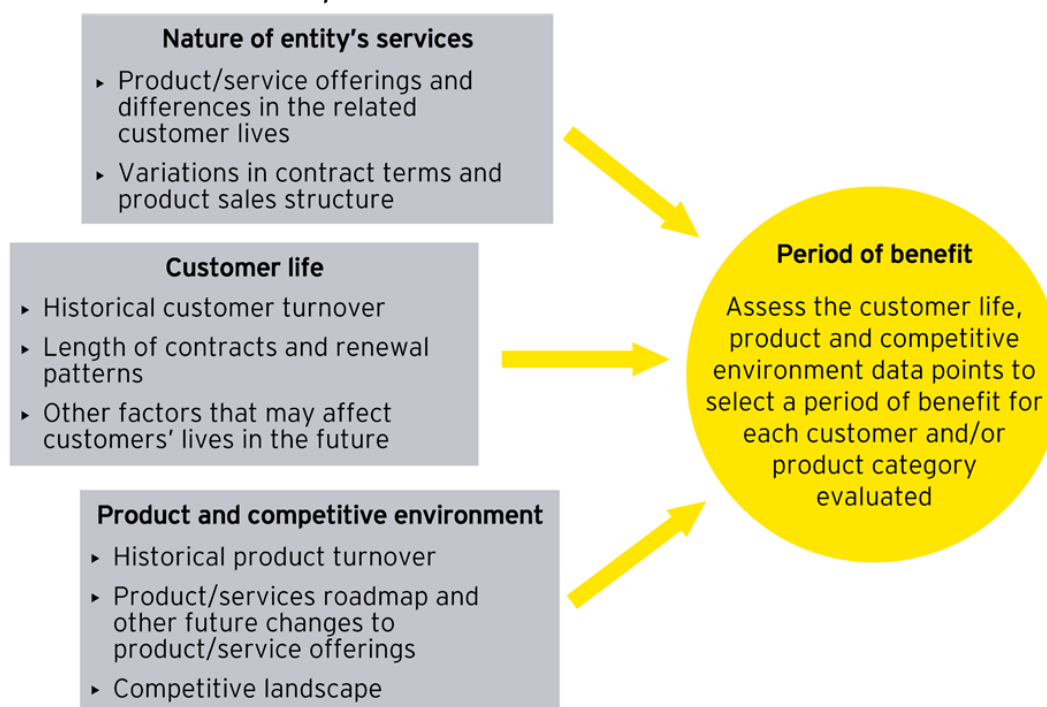 Nature of entity’s services
▸ Product/service offerings and
differences in the related
customer lives
▸ Variations in contract terms and
product sales structure
Customer life
▸ Historical customer turnover
▸ Length of contracts and renewal
patterns
▸ Other factors that may affect
customers’ lives in the future
Product and competitive environment
▸ Historical product turnover
▸ Product/services roadmap and
other future changes to
product/service offerings
▸ Competitive landscape
Period of benefit
Assess the customer life,
product and competitive
environment data points to
select a period of benefit for
each customer and/or
product category
evaluated